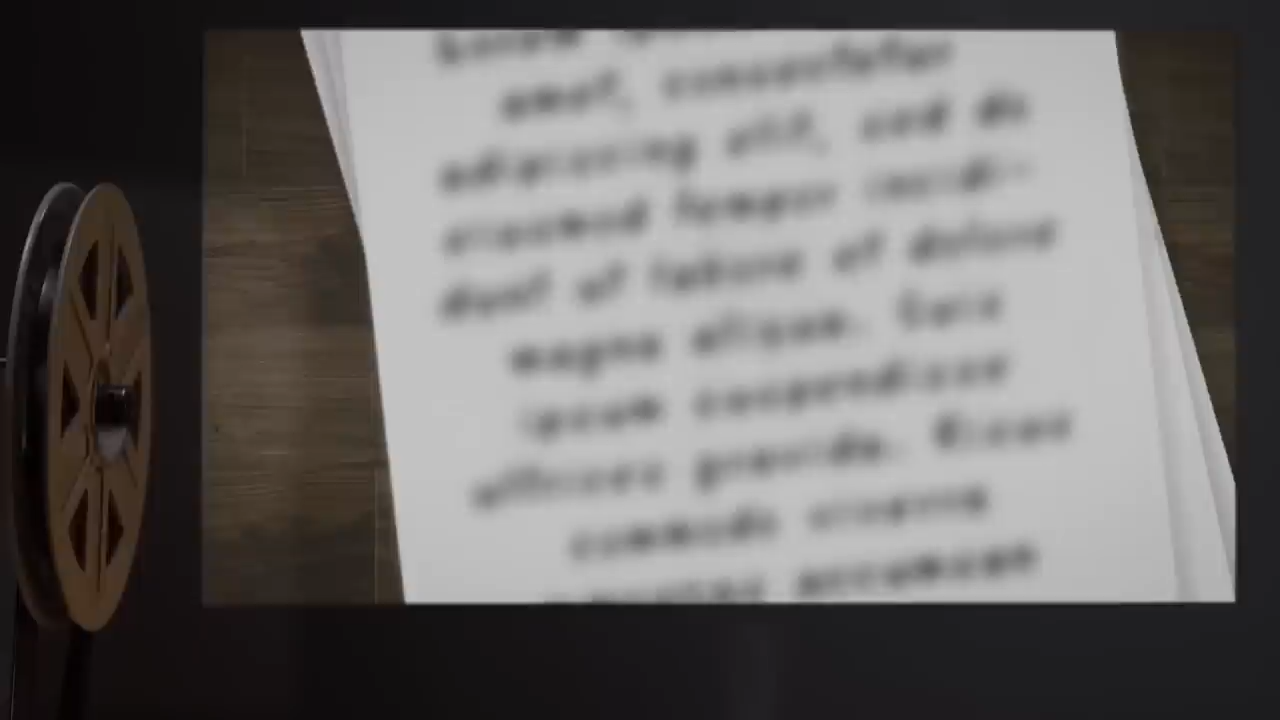 amet, consectetur
adipiscing elit, sed do
eiusmod tempor incidi-
dunt ut labore et dolore
magna aliqua. Quis
ipsum suspendisse
ultrices gravida. Risus
commodo viverra
accumsan